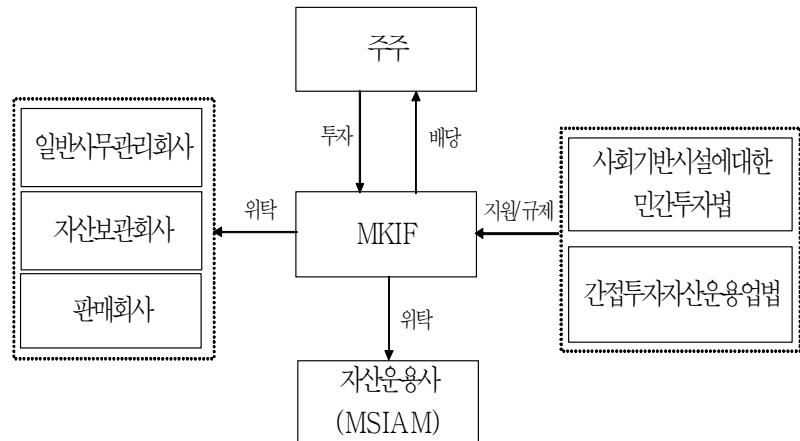 주주
투자
배당
일반사무관리회사
자산보관회사
판매회사
위탁
MKIF
지원/규제
사회기반시설에대한
민간투자법
간접투자자산운용업법
위탁
자산운용사
(MSIAM)